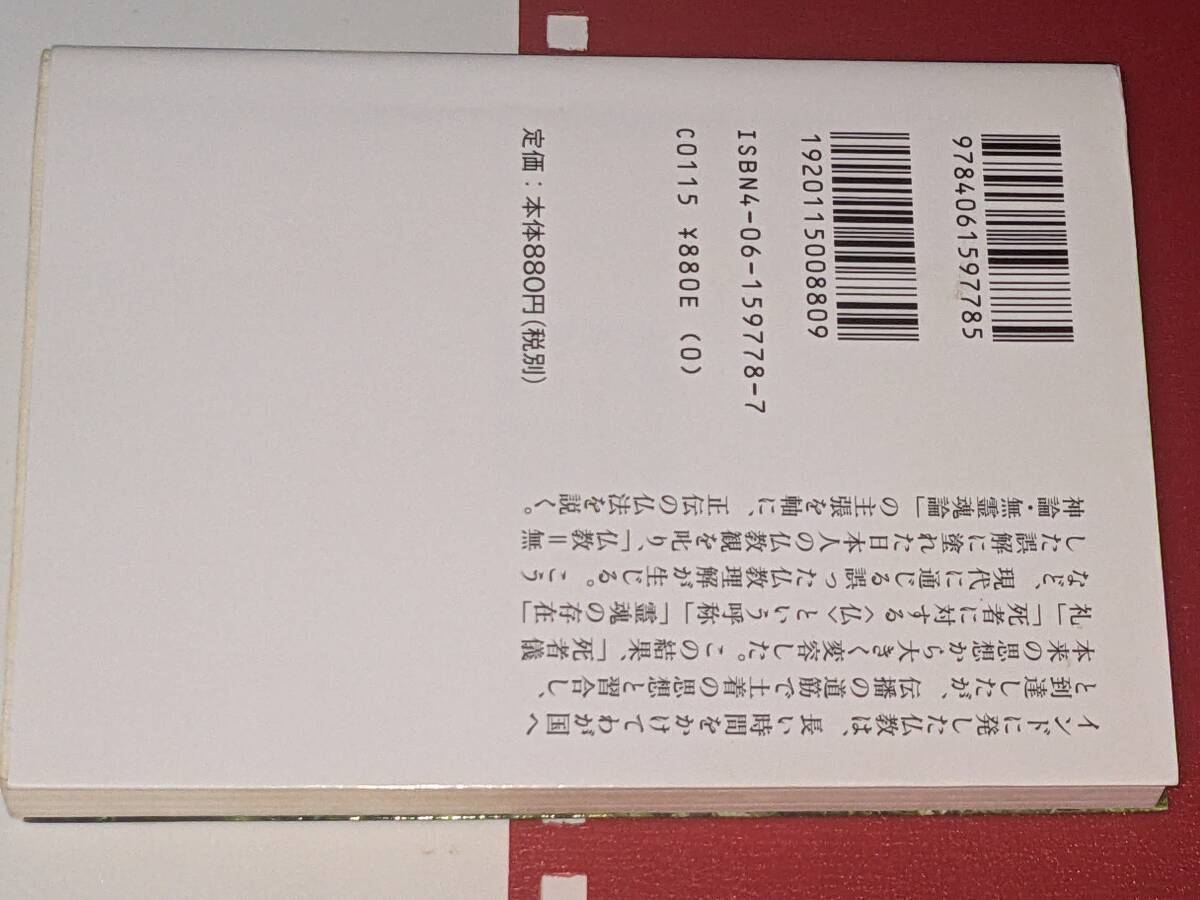 9784061597785
1920115008809
ISBN4-06-159778-7
C0115 ¥880E (0)
定価：本体880円(税別)
インドに発した仏教は、長い時間をかけてわが国へ
と到達したが、伝播の道筋で土着の思想と習合し、
本来の思想から大きく変容した。この結果、「死者儀
礼」「死者に対する〈仏〉という呼称」「霊魂の存在」
など、現代に通じる誤った仏教理解が生じる。こう
した誤解に塗れた日本人の仏教観を叱り、「仏教＝無
神論・無霊魂論」の主張を軸に、正伝の仏法を説く。